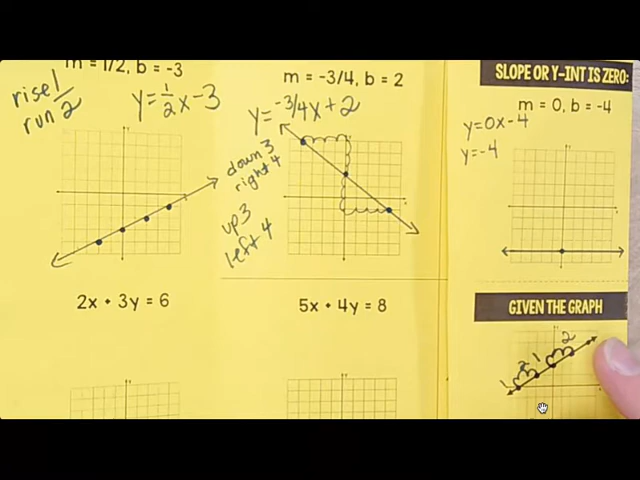 m = 1/2, b = -3
rise 1
run 2
y = 1/2 x - 3
m = -3/4, b = 2
y = -3/4 x + 2
down 3
right 4
up 3
left 4
SLOPE OR Y-INT IS ZERO:
m = 0, b = -4
y = 0x - 4
y = -4
2x + 3y = 6
5x + 4y = 8
GIVEN THE GRAPH
1 2 1 2